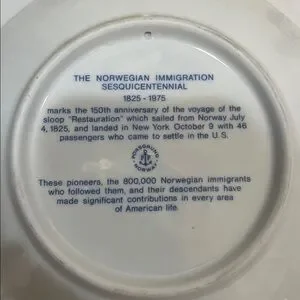 THE NORWEGIAN IMMIGRATION
SESQUICENTENNIAL
1825 - 1975
marks the 150th anniversary of the voyage of the
sloop "Restauration" which sailed from Norway July
4, 1825, and landed in New York October 9 with 46
passengers who came to settle in the U.S.
PORSGRUND
NORWAY
These pioneers, the 800,000 Norwegian immigrants
who followed them, and their descendants have
made significant contributions in every area
of American life.